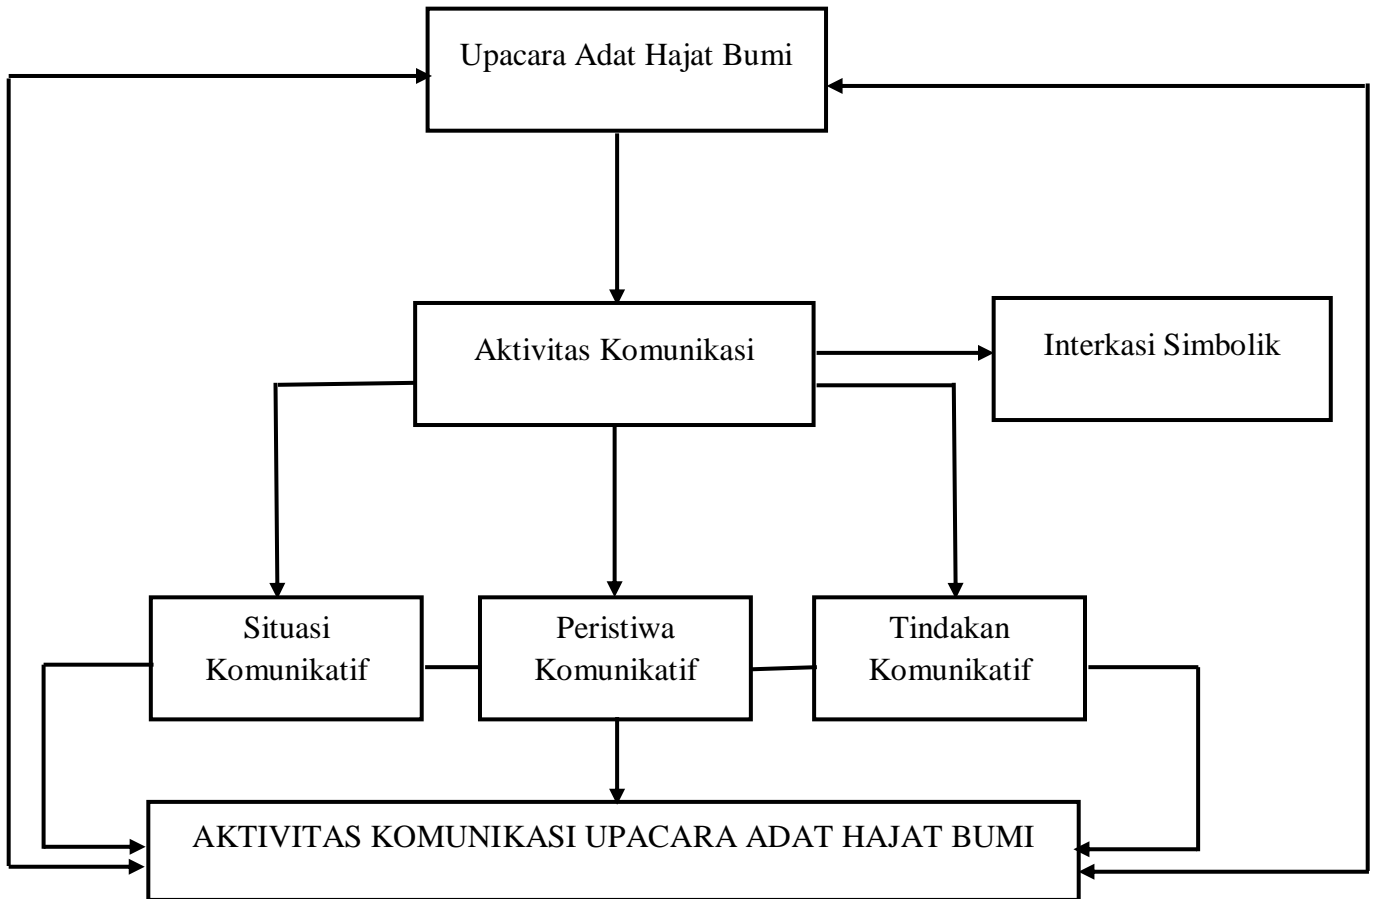 Upacara Adat Hajat Bumi
Aktivitas Komunikasi
Interkasi Simbolik
Situasi
Komunikatif
Peristiwa
Komunikatif
Tindakan
Komunikatif
AKTIVITAS KOMUNIKASI UPACARA ADAT HAJAT BUMI